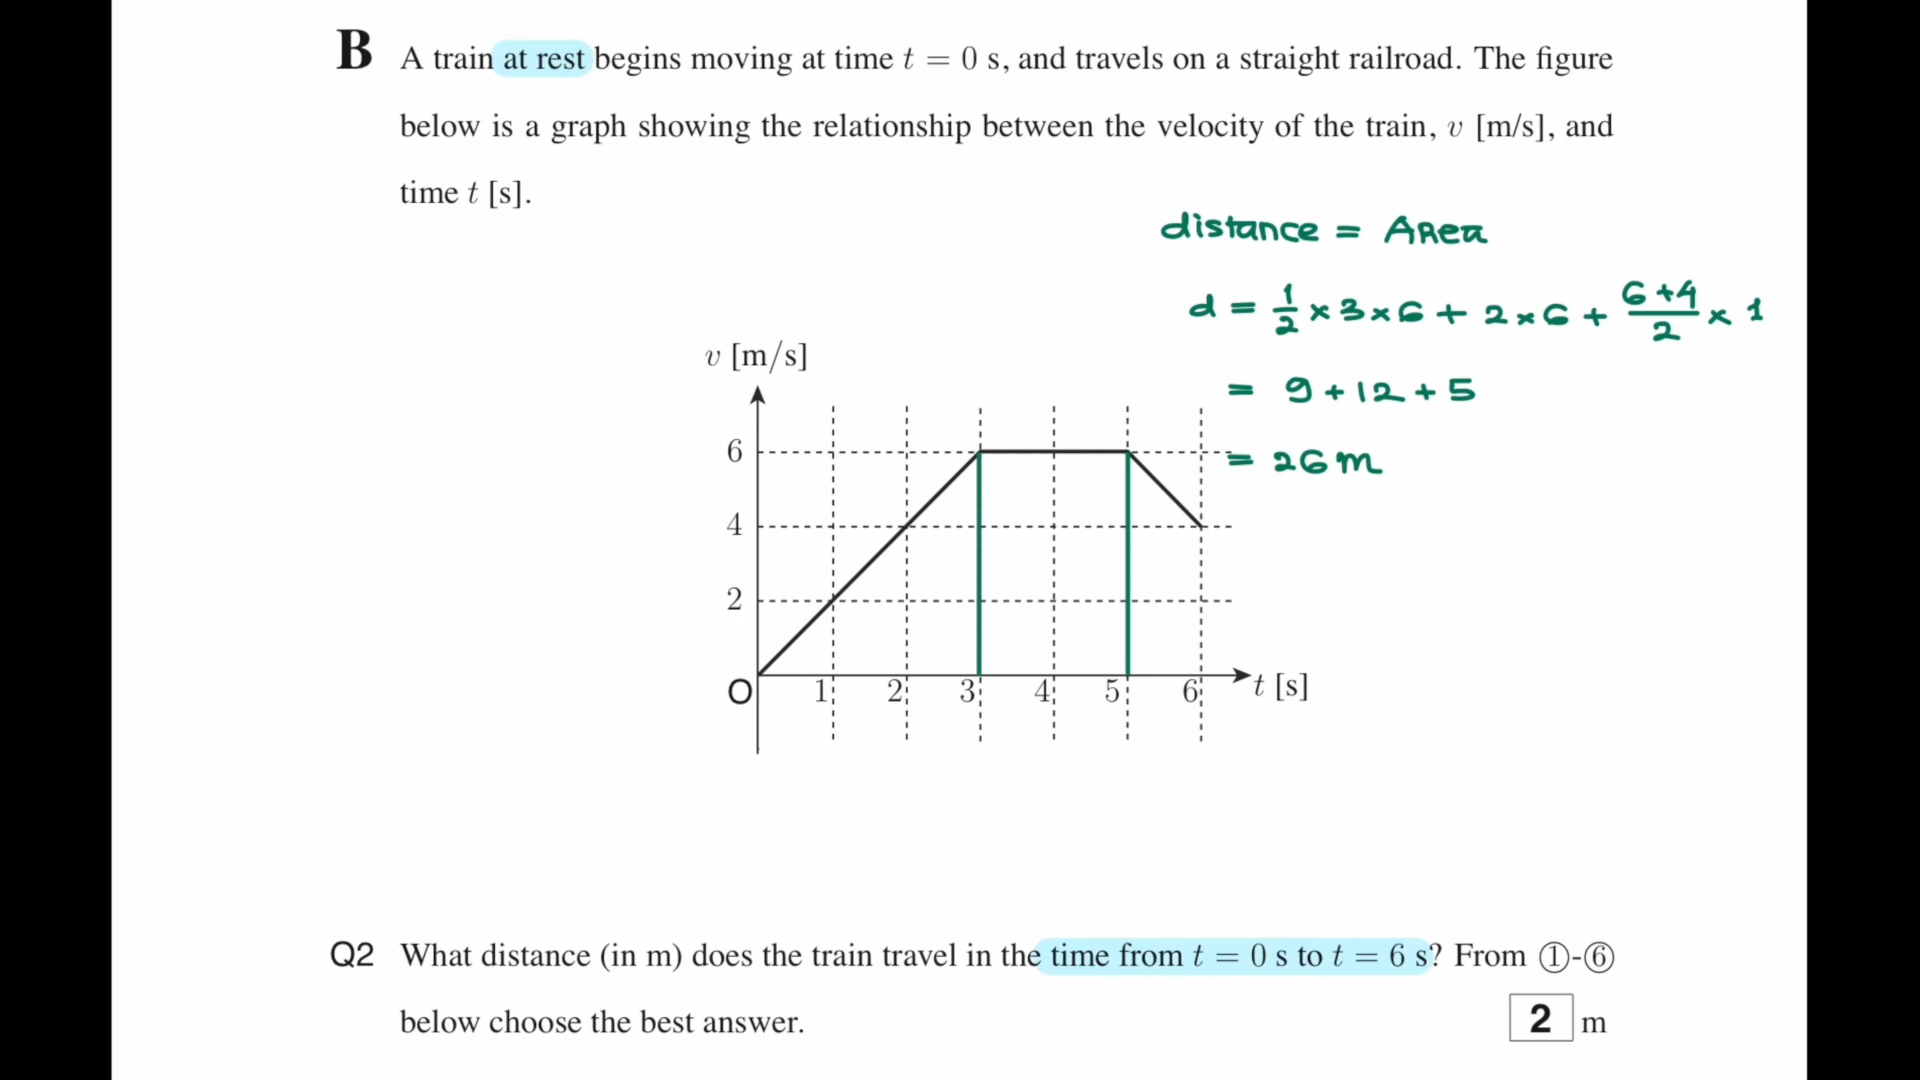 B A train at rest begins moving at time t = 0 s, and travels on a straight railroad. The figure
below is a graph showing the relationship between the velocity of the train, v [m/s], and
time t [s].
distance = Area
d = 1/2 × 3 × 6 + 2 × 6 + (6+4)/2 × 1
= 9 + 12 + 5
= 26 m
v [m/s]
6
4
2
O 1 2 3 4 5 6 t [s]
Q2 What distance (in m) does the train travel in the time from t = 0 s to t = 6 s? From ①-⑥
below choose the best answer.
2 m